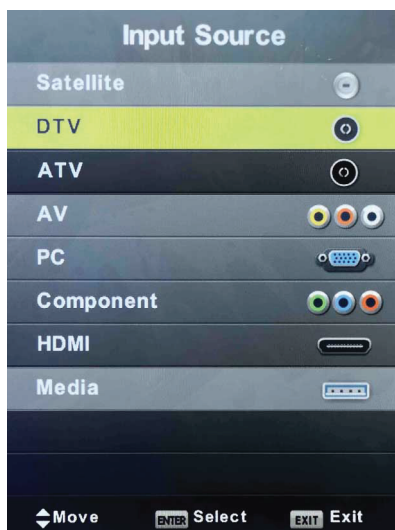 Input Source
Satellite
DTV
ATV
AV
PC
Component
HDMI
Media
Move ENTER Select EXIT Exit